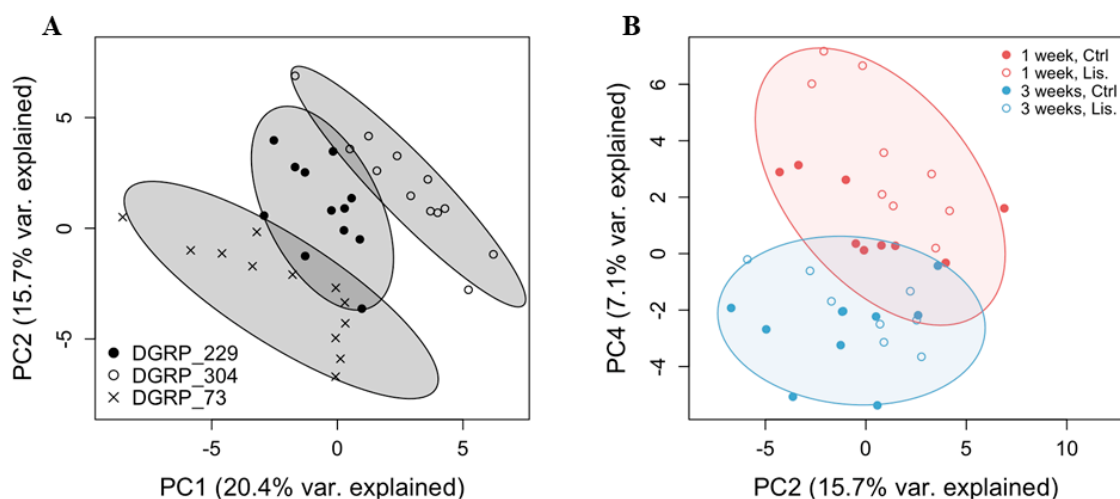 A
PC2 (15.7% var. explained)
5
0
-5
DGRP_229
DGRP_304
DGRP_73
-5
0
5
PC1 (20.4% var. explained)
B
PC4 (7.1% var. explained)
6
4
2
0
-2
-4
1 week, Ctrl
1 week, Lis.
3 weeks, Ctrl
3 weeks, Lis.
-5
0
5
10
PC2 (15.7% var. explained)